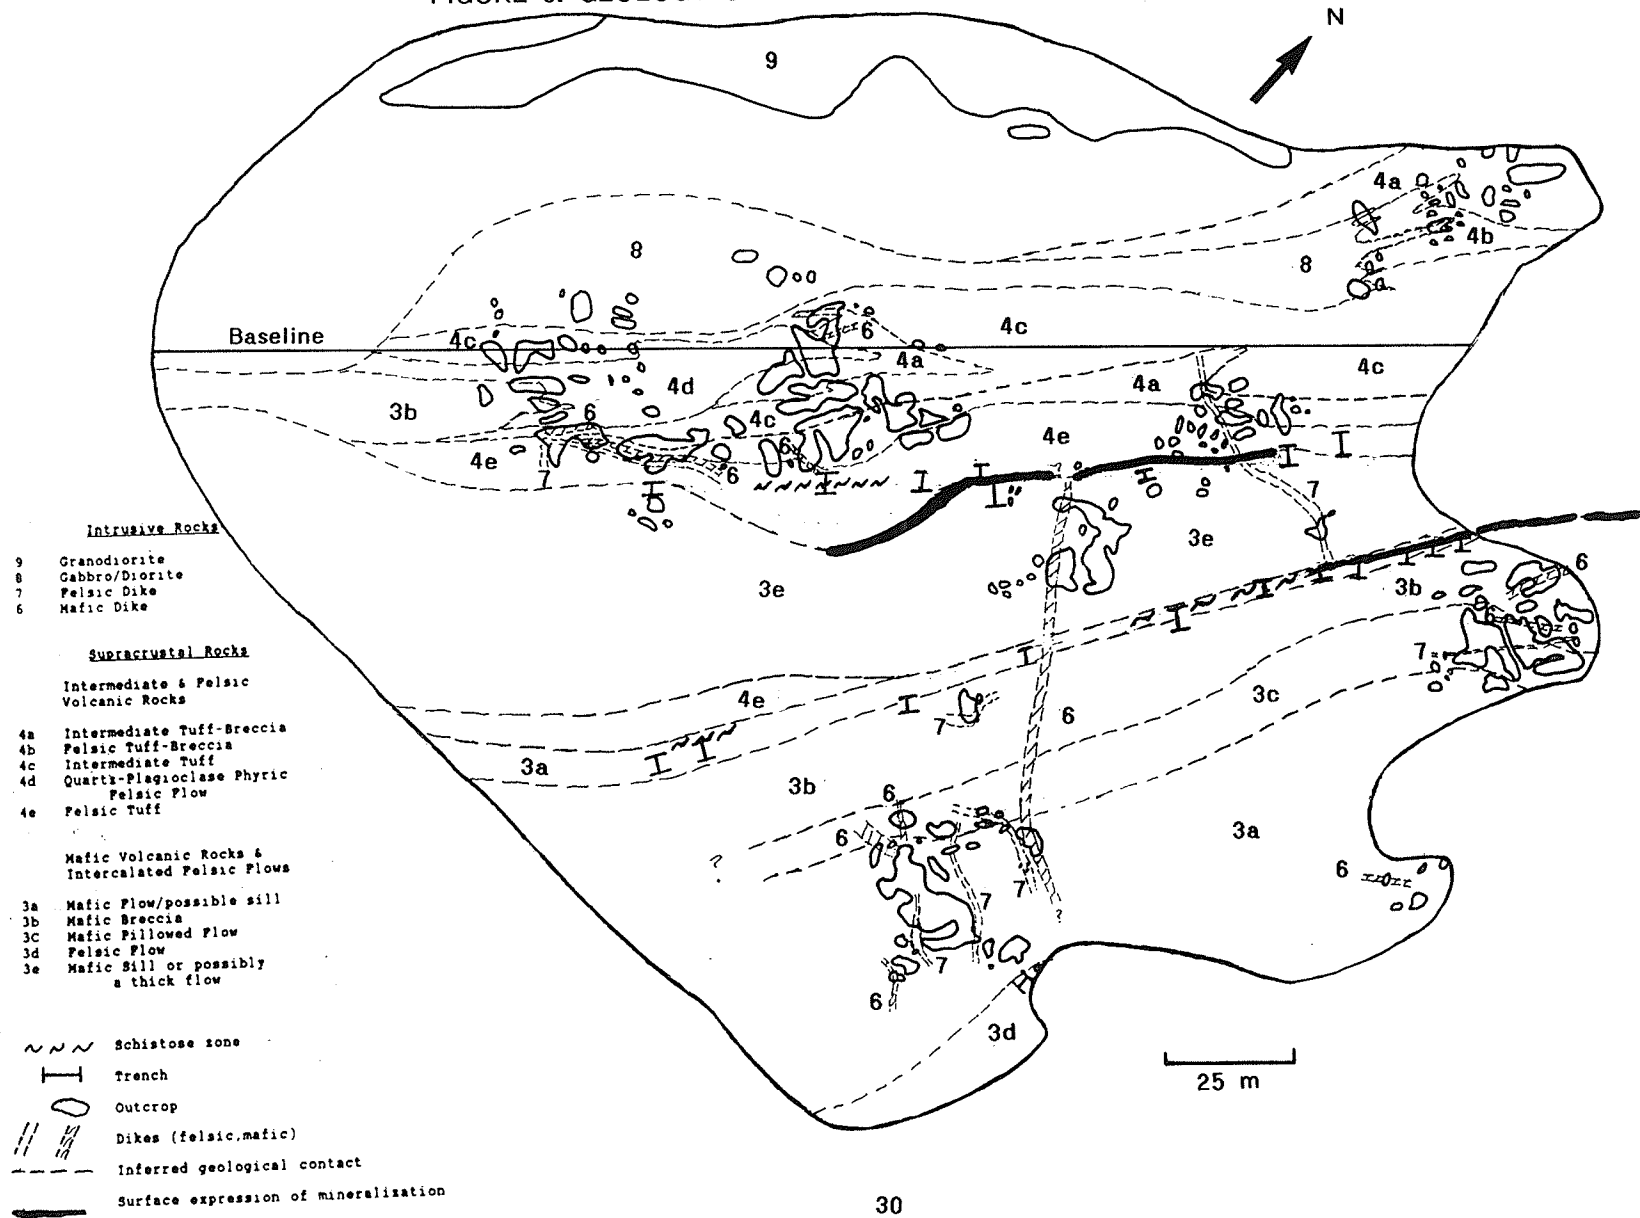 N
9
4a
4b
8
8
Baseline
4c
6
4c
4a
4c
4d
4a
3b
6
4c
4e
4e
6
6
7
7
3e
3e
3b
6
6
7
4e
3c
7
6
3a
3b
6
6
3a
?
6
7
7
?
7
6
3d
25 m
Intrusive Rocks
9 Granodiorite
8 Gabbro/Diorite
7 Felsic Dike
6 Mafic Dike
Supracrustal Rocks
Intermediate & Felsic
Volcanic Rocks
4a Intermediate Tuff-Breccia
4b Felsic Tuff-Breccia
4c Intermediate Tuff
4d Quartz-Plagioclase Phyric
Felsic Flow
4e Felsic Tuff
Mafic Volcanic Rocks &
Intercalated Felsic Flows
3a Mafic Flow/possible sill
3b Mafic Breccia
3c Mafic Pillowed Flow
3d Felsic Flow
3e Mafic Sill or possibly
a thick flow
Schistose zone
Trench
Outcrop
Dikes (felsic,mafic)
Inferred geological contact
Surface expression of mineralization
30